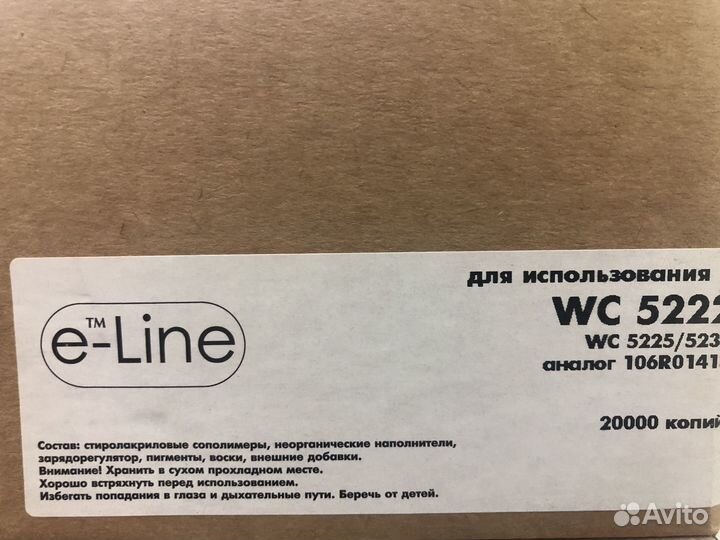 для использования
e-Line™
WC 5222
WC 5225/523
аналог 106R0141
20000 копий
Состав: стиролакриловые сополимеры, неорганические наполнители,
зарядорегулятор, пигменты, воски, внешние добавки.
Внимание! Хранить в сухом прохладном месте.
Хорошо встряхнуть перед использованием.
Избегать попадания в глаза и дыхательные пути. Беречь от детей.
Avito